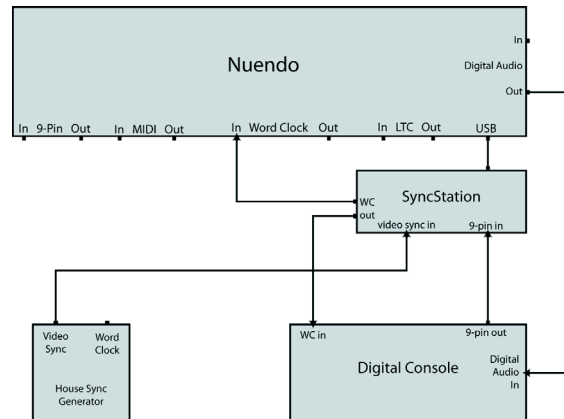 In
Nuendo
Digital Audio
Out
In 9-Pin Out In MIDI Out In Word Clock Out In LTC Out USB
SyncStation
WC
out
video sync in 9-pin in
Video Sync
Word Clock
House Sync
Generator
WC in 9-pin out
Digital Console
Digital
Audio
In